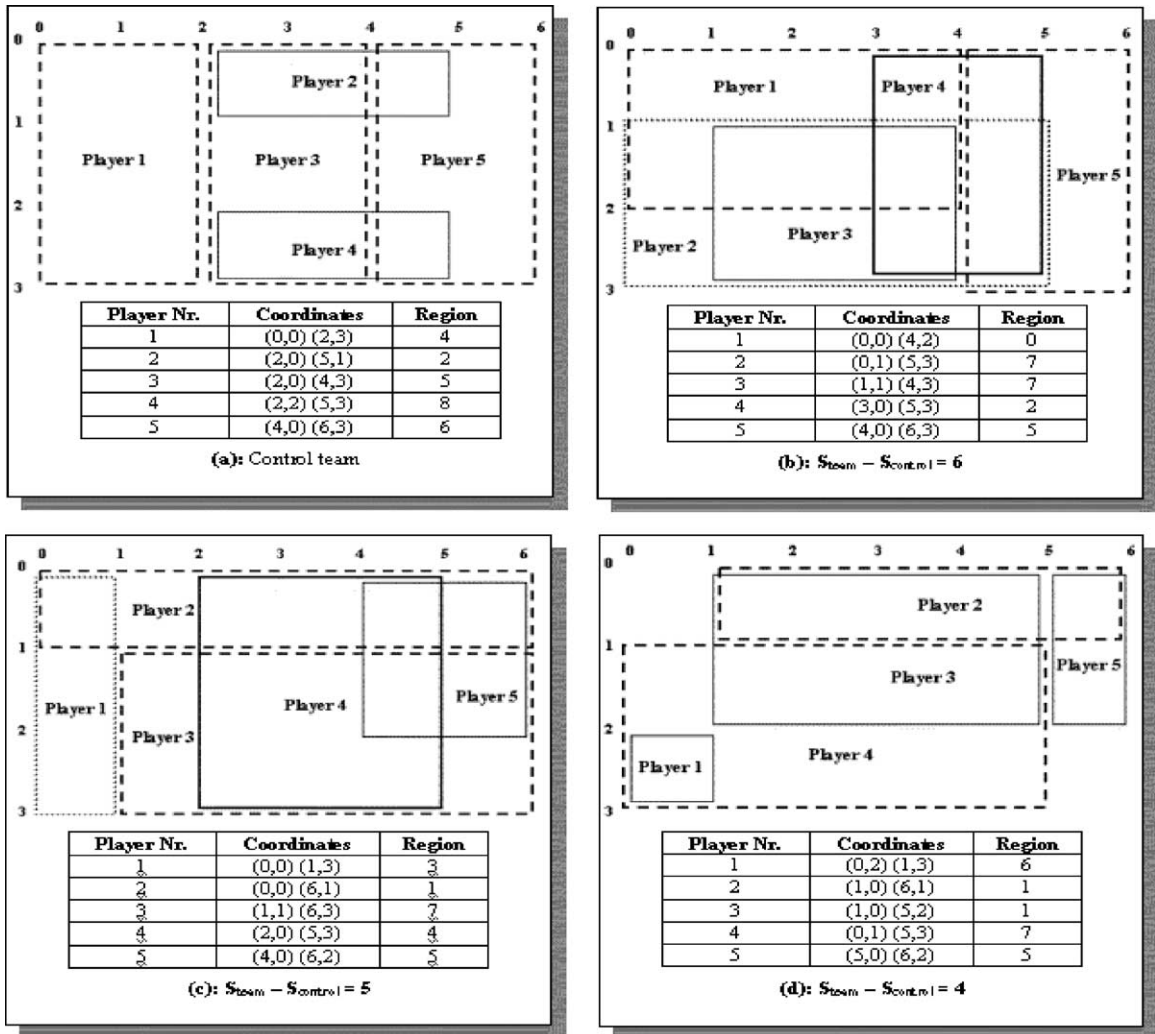 0 1 2 3 4 5 6
0
Player 2
1
Player 1 Player 3 Player 5
2
Player 4
3
Player Nr. Coordinates Region
1 (0,0) (2,3) 4
2 (2,0) (5,1) 2
3 (2,0) (4,3) 5
4 (2,2) (5,3) 8
5 (4,0) (6,3) 6
(a): Control team
0 1 2 3 4 5 6
0
Player 1 Player 4
1
Player 5
2
Player 2 Player 3
3
Player Nr. Coordinates Region
1 (0,0) (4,2) 0
2 (0,1) (5,3) 7
3 (1,1) (4,3) 7
4 (3,0) (5,3) 2
5 (4,0) (6,3) 5
(b): Steam – Scontrol = 6
0 1 2 3 4 5 6
0
Player 2
1
Player 1 Player 4 Player 5
2
Player 3
3
Player Nr. Coordinates Region
1 (0,0) (1,3) 3
2 (0,0) (6,1) 1
3 (1,1) (6,3) 7
4 (2,0) (5,3) 4
5 (4,0) (6,2) 5
(c): Steam – Scontrol = 5
0 1 2 3 4 5 6
0
Player 2
1
Player 3 Player 5
2
Player 1 Player 4
3
Player Nr. Coordinates Region
1 (0,2) (1,3) 6
2 (1,0) (6,1) 1
3 (1,0) (5,2) 1
4 (0,1) (5,3) 7
5 (5,0) (6,2) 5
(d): Steam – Scontrol = 4